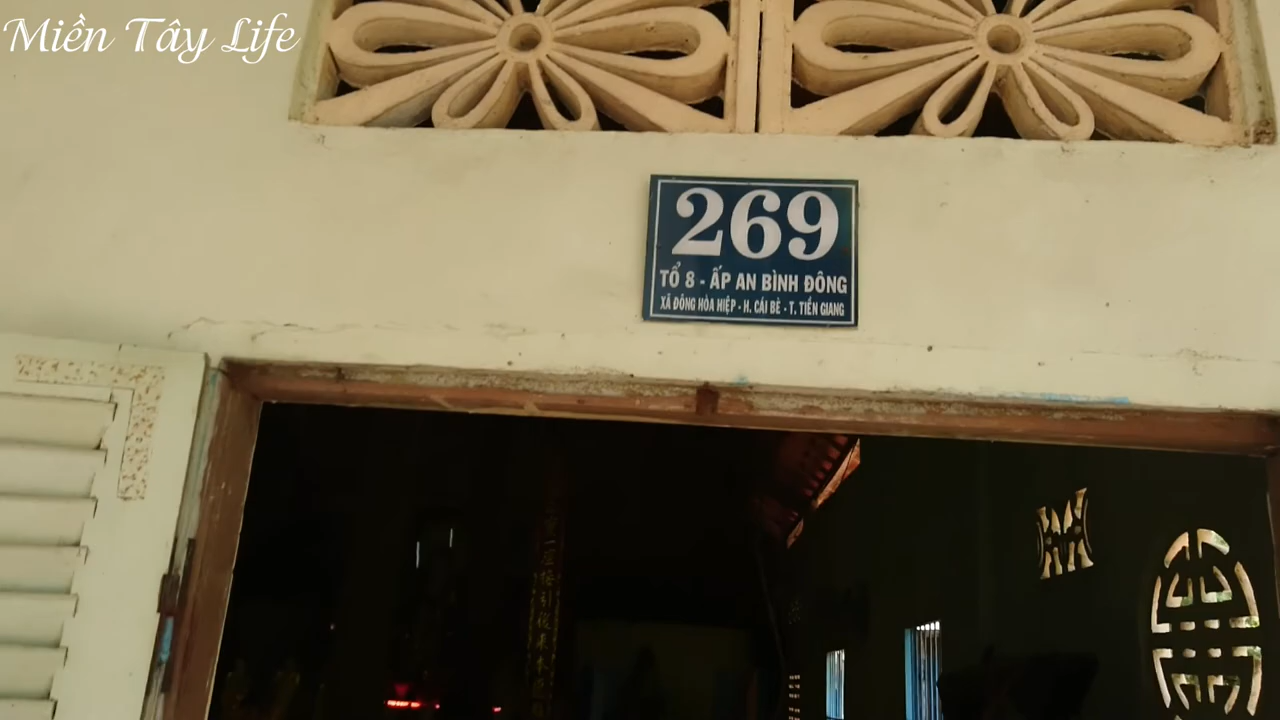 Miền Tây Life
269
TỔ 8 - ẤP AN BÌNH ĐÔNG
XÃ ĐÔNG HÒA HIỆP - H. CÁI BÈ - T. TIỀN GIANG